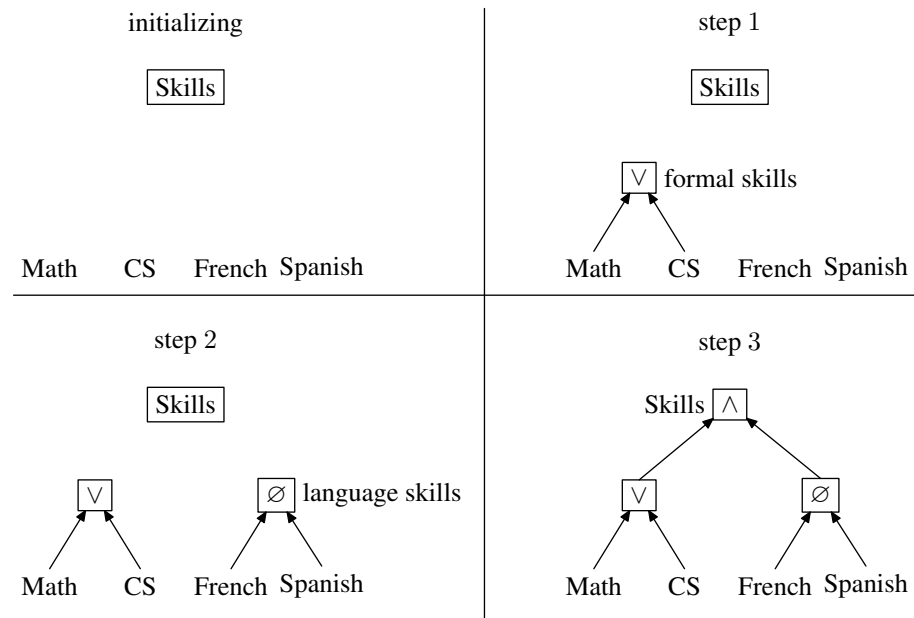 initializing
Skills
Math CS French Spanish
step 1
Skills
∨ formal skills
Math CS French Spanish
step 2
Skills
∨ ∅ language skills
Math CS French Spanish
step 3
Skills ∧
∨ ∅
Math CS French Spanish